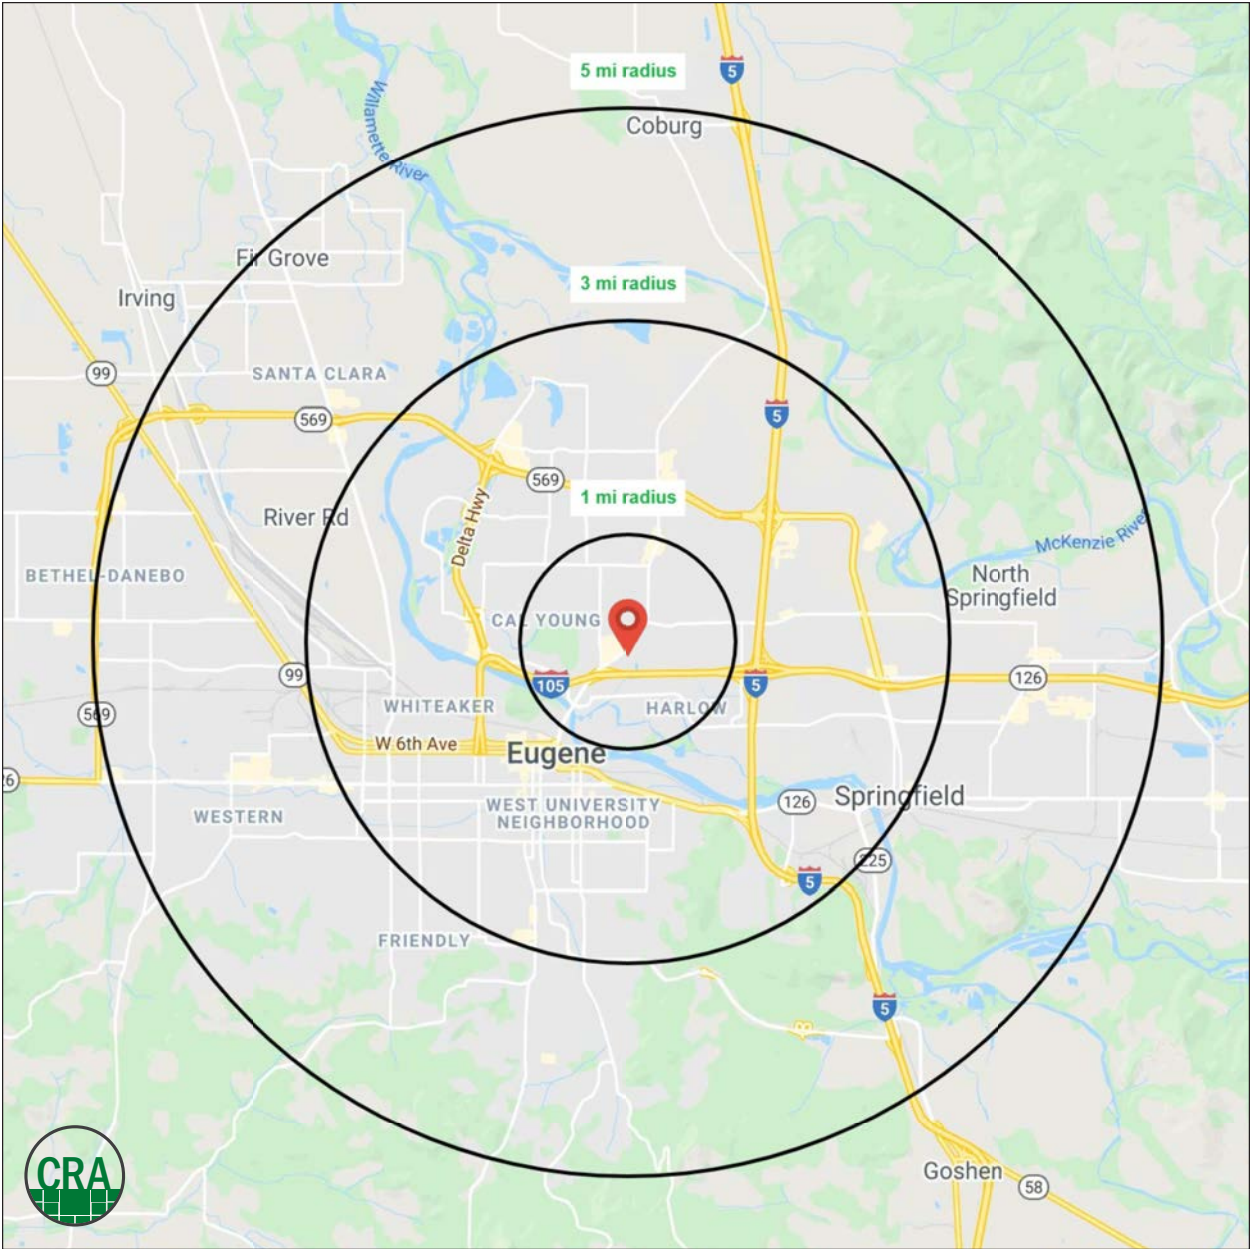 5 mi radius
5
Coburg
Willamette River
Fir Grove
3 mi radius
Irving
99
SANTA CLARA
569
5
569
1 mi radius
Delta Hwy
River Rd
McKenzie River
BETHEL-DANEBO
North
Springfield
CAL YOUNG
99
105
5
126
569
WHITEAKER
HARLOW
W 6th Ave
Eugene
26
126
Springfield
WESTERN
WEST UNIVERSITY
NEIGHBORHOOD
225
5
FRIENDLY
5
CRA
Goshen
58